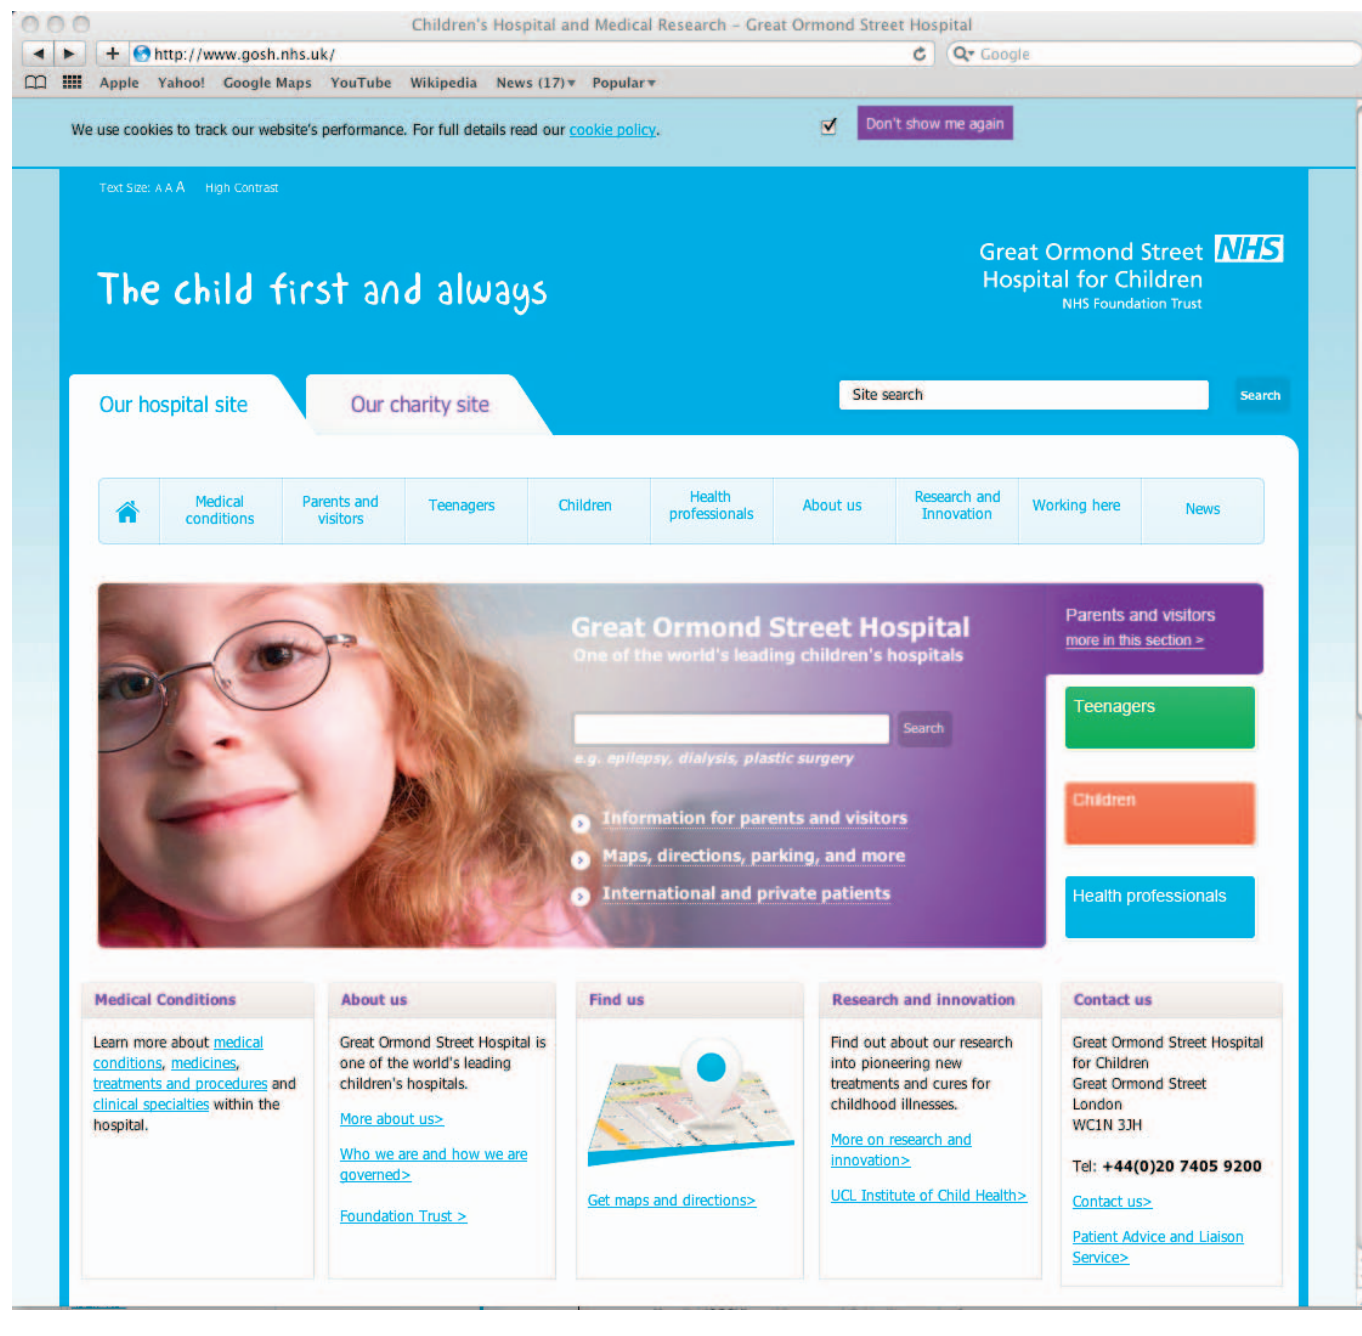 Children's Hospital and Medical Research – Great Ormond Street Hospital
http://www.gosh.nhs.uk/
Google
Apple Yahoo! Google Maps YouTube Wikipedia News (17) Popular
We use cookies to track our website's performance. For full details read our cookie policy.
Don't show me again
Text Size: A A A High Contrast
Great Ormond Street NHS
Hospital for Children
NHS Foundation Trust
The child first and always
Our hospital site
Our charity site
Site search
Search
Medical conditions
Parents and visitors
Teenagers
Children
Health professionals
About us
Research and Innovation
Working here
News
Great Ormond Street Hospital
One of the world's leading children's hospitals
Search
e.g. epilepsy, dialysis, plastic surgery
Information for parents and visitors
Maps, directions, parking, and more
International and private patients
Parents and visitors
more in this section >
Teenagers
Children
Health professionals
Medical Conditions
Learn more about medical
conditions, medicines,
treatments and procedures and
clinical specialties within the
hospital.
About us
Great Ormond Street Hospital is
one of the world's leading
children's hospitals.
More about us>
Who we are and how we are
governed>
Foundation Trust >
Find us
Get maps and directions>
Research and innovation
Find out about our research
into pioneering new
treatments and cures for
childhood illnesses.
More on research and
innovation>
UCL Institute of Child Health>
Contact us
Great Ormond Street Hospital
for Children
Great Ormond Street
London
WC1N 3JH
Tel: +44(0)20 7405 9200
Contact us>
Patient Advice and Liaison
Service>